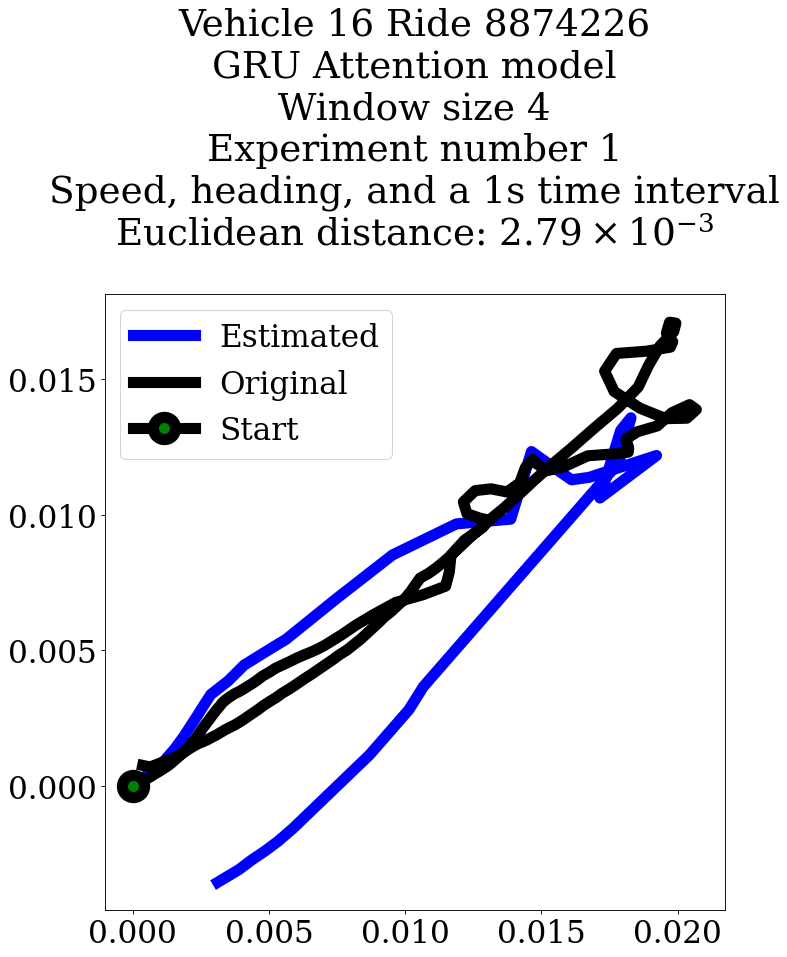 Vehicle 16 Ride 8874226
GRU Attention model
Window size 4
Experiment number 1
Speed, heading, and a 1s time interval
Euclidean distance: 2.79 × 10⁻³
Estimated
Original
Start
0.015
0.010
0.005
0.000
0.000 0.005 0.010 0.015 0.020